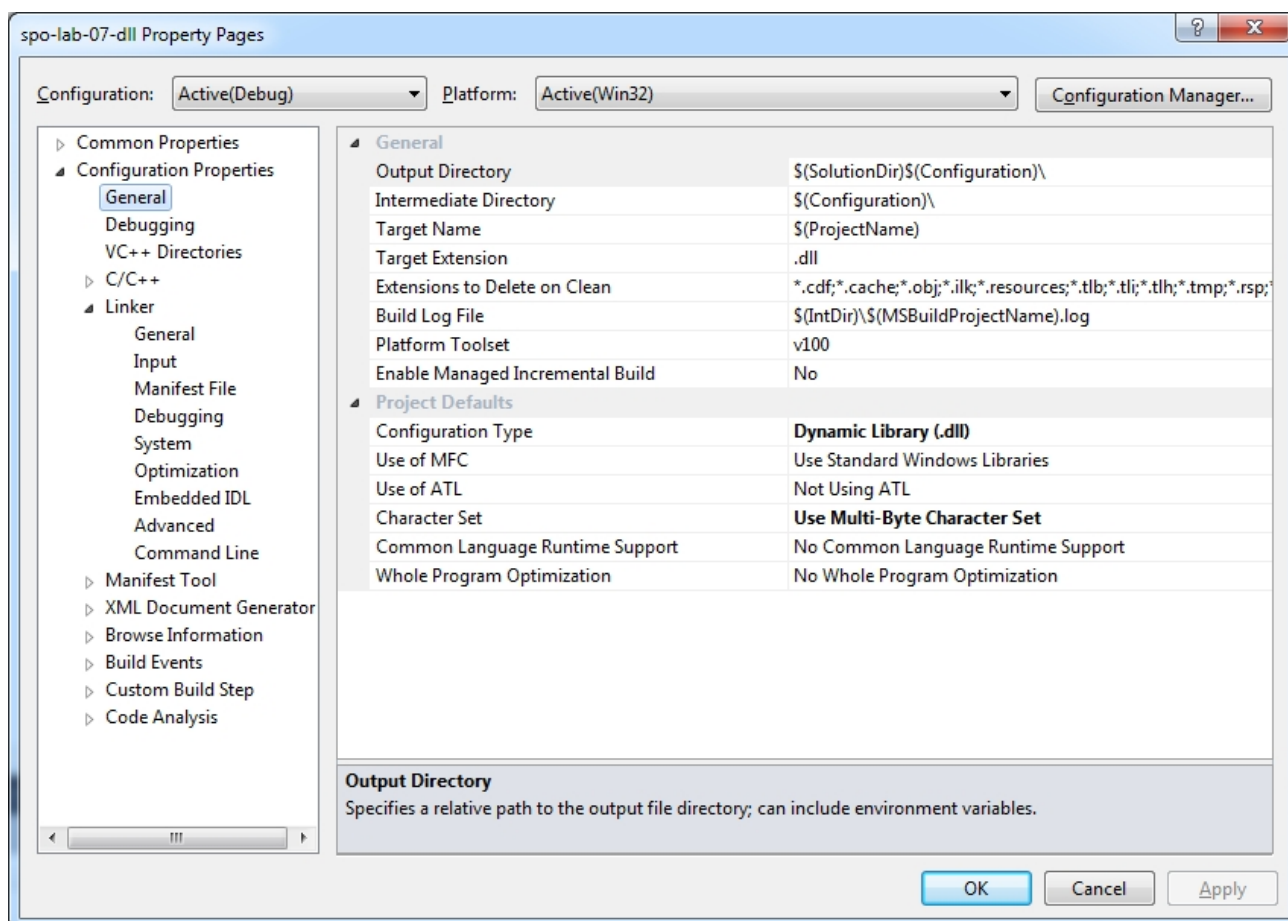 spo-lab-07-dll Property Pages
Configuration: Active(Debug) Platform: Active(Win32) Configuration Manager...
Common Properties
Configuration Properties
General
Debugging
VC++ Directories
C/C++
Linker
General
Input
Manifest File
Debugging
System
Optimization
Embedded IDL
Advanced
Command Line
Manifest Tool
XML Document Generator
Browse Information
Build Events
Custom Build Step
Code Analysis
General
Output Directory $(SolutionDir)$(Configuration)\
Intermediate Directory $(Configuration)\
Target Name $(ProjectName)
Target Extension .dll
Extensions to Delete on Clean *.cdf;*.cache;*.obj;*.ilk;*.resources;*.tlb;*.tli;*.tlh;*.tmp;*.rsp;*
Build Log File $(IntDir)\$(MSBuildProjectName).log
Platform Toolset v100
Enable Managed Incremental Build No
Project Defaults
Configuration Type Dynamic Library (.dll)
Use of MFC Use Standard Windows Libraries
Use of ATL Not Using ATL
Character Set Use Multi-Byte Character Set
Common Language Runtime Support No Common Language Runtime Support
Whole Program Optimization No Whole Program Optimization
Output Directory
Specifies a relative path to the output file directory; can include environment variables.
OK Cancel Apply